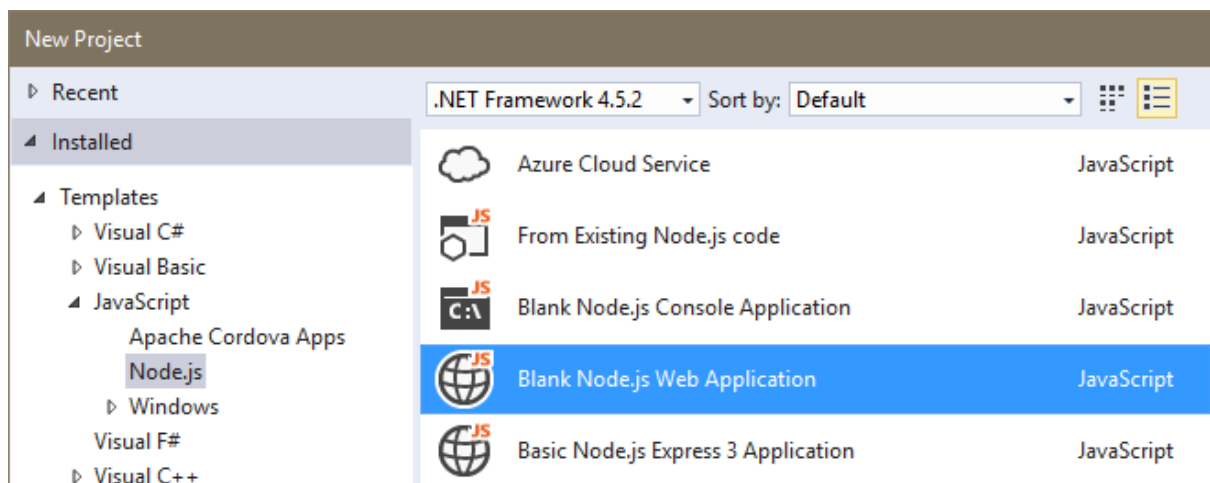 New Project
Recent
Installed
Templates
Visual C#
Visual Basic
JavaScript
Apache Cordova Apps
Node.js
Windows
Visual F#
Visual C++
.NET Framework 4.5.2 Sort by: Default
Azure Cloud Service JavaScript
JS
From Existing Node.js code JavaScript
JS
C:\
Blank Node.js Console Application JavaScript
JS
Blank Node.js Web Application JavaScript
JS
Basic Node.js Express 3 Application JavaScript